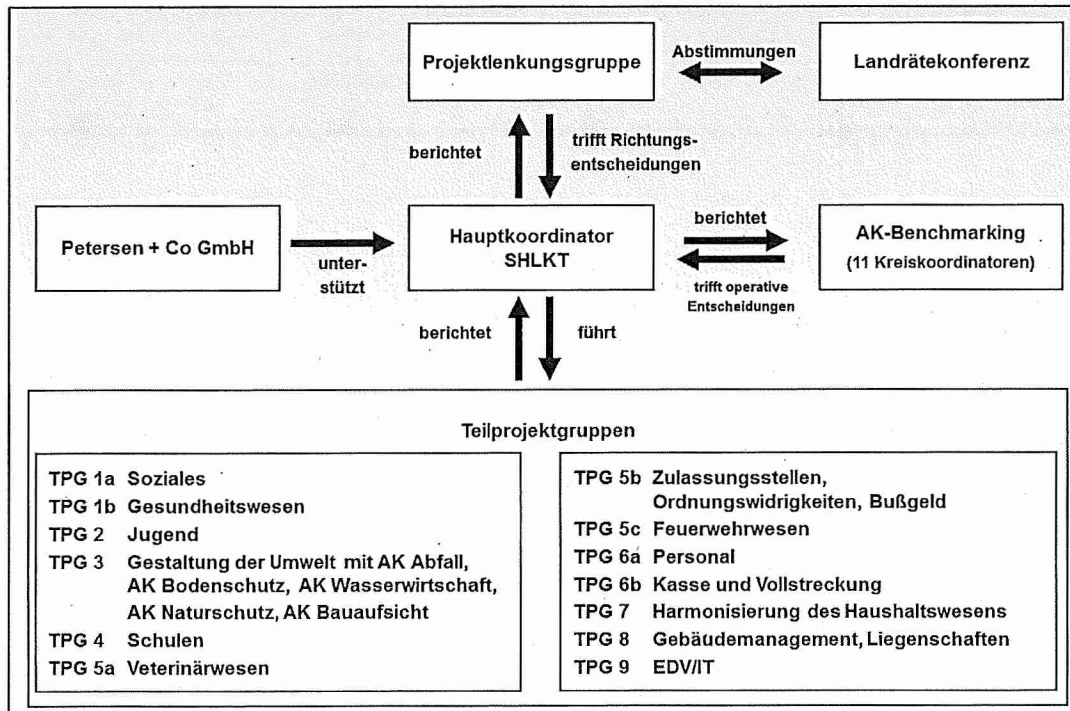 Projektlenkungsgruppe
Abstimmungen
Landrätekonferenz
berichtet
trifft Richtungs-
entscheidungen
Petersen + Co GmbH
unter-
stützt
Hauptkoordinator
SHLKT
berichtet
trifft operative
Entscheidungen
AK-Benchmarking
(11 Kreiskoordinatoren)
berichtet
führt
Teilprojektgruppen
TPG 1a Soziales
TPG 1b Gesundheitswesen
TPG 2 Jugend
TPG 3 Gestaltung der Umwelt mit AK Abfall,
AK Bodenschutz, AK Wasserwirtschaft,
AK Naturschutz, AK Bauaufsicht
TPG 4 Schulen
TPG 5a Veterinärwesen
TPG 5b Zulassungsstellen,
Ordnungswidrigkeiten, Bußgeld
TPG 5c Feuerwehrwesen
TPG 6a Personal
TPG 6b Kasse und Vollstreckung
TPG 7 Harmonisierung des Haushaltswesens
TPG 8 Gebäudemanagement, Liegenschaften
TPG 9 EDV/IT